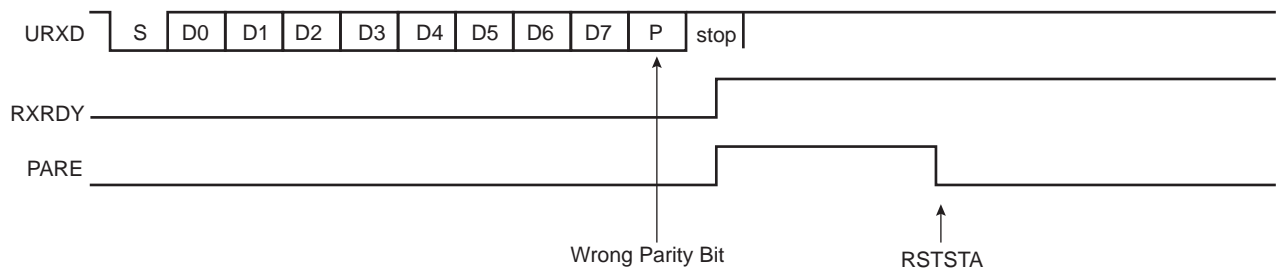 URXD S D0 D1 D2 D3 D4 D5 D6 D7 P stop
RXRDY
PARE
Wrong Parity Bit RSTSTA